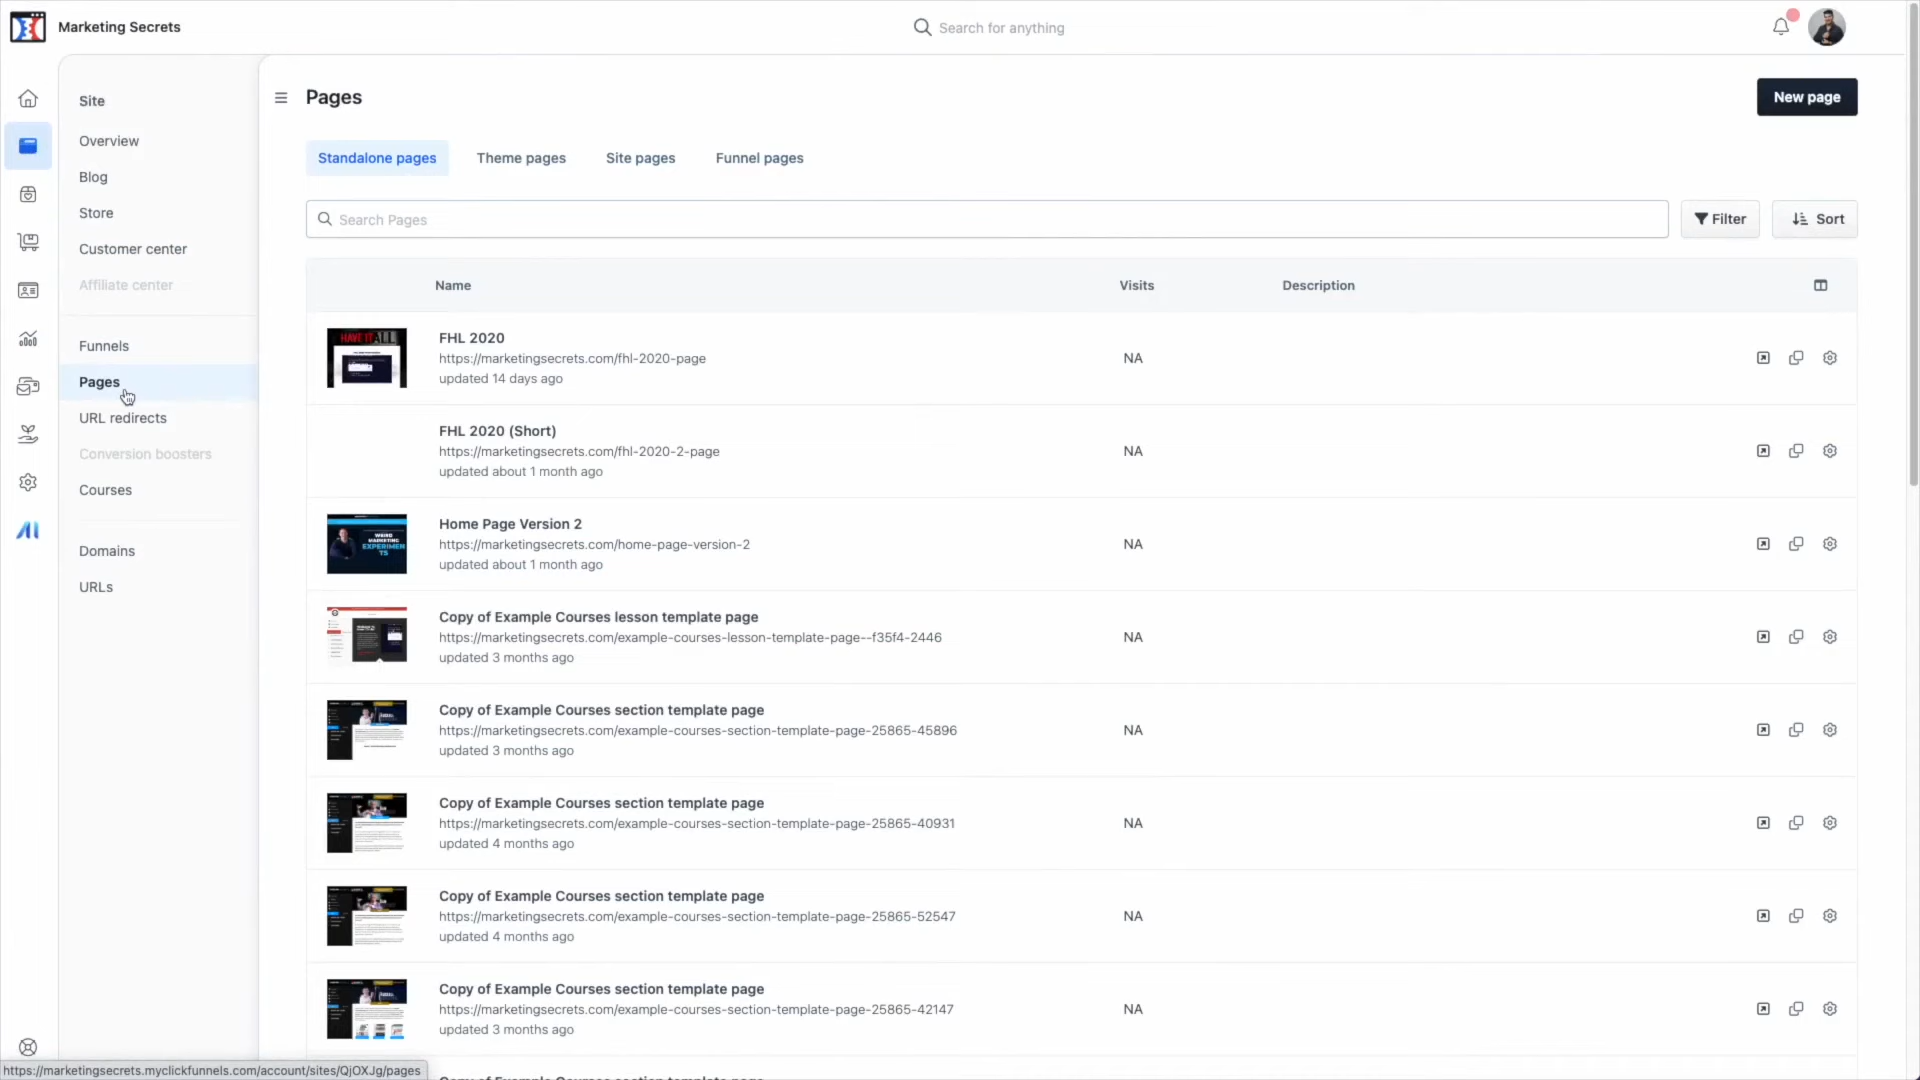 Marketing Secrets
Search for anything
Site
Overview
Blog
Store
Customer center
Affiliate center
Funnels
Pages
URL redirects
Conversion boosters
Courses
Domains
URLs
Pages
New page
Standalone pages
Theme pages
Site pages
Funnel pages
Search Pages
Filter
Sort
Name
Visits
Description
HAVE IT ALL
FHL 2020
https://marketingsecrets.com/fhl-2020-page
updated 14 days ago
NA
FHL 2020 (Short)
https://marketingsecrets.com/fhl-2020-2-page
updated about 1 month ago
NA
WEIRD
MARKETING
EXPERIMEN
TS
Home Page Version 2
https://marketingsecrets.com/home-page-version-2
updated about 1 month ago
NA
Copy of Example Courses lesson template page
https://marketingsecrets.com/example-courses-lesson-template-page--f35f4-2446
updated 3 months ago
NA
Copy of Example Courses section template page
https://marketingsecrets.com/example-courses-section-template-page-25865-45896
updated 3 months ago
NA
Copy of Example Courses section template page
https://marketingsecrets.com/example-courses-section-template-page-25865-40931
updated 4 months ago
NA
Copy of Example Courses section template page
https://marketingsecrets.com/example-courses-section-template-page-25865-52547
updated 4 months ago
NA
Copy of Example Courses section template page
https://marketingsecrets.com/example-courses-section-template-page-25865-42147
updated 3 months ago
NA
https://marketingsecrets.myclickfunnels.com/account/sites/QjOXJg/pages